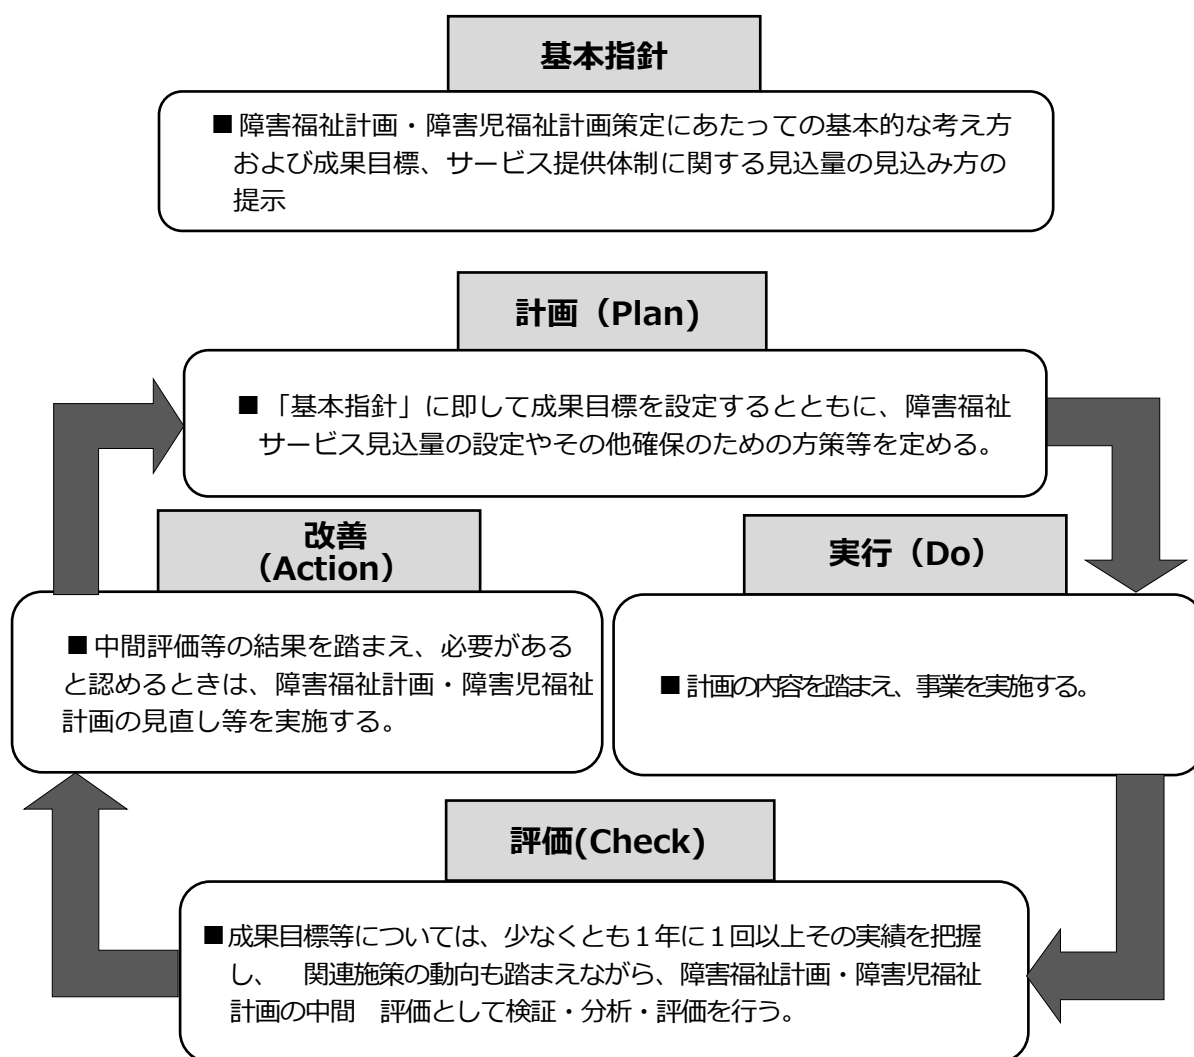 基本指針
■ 障害福祉計画・障害児福祉計画策定にあたっての基本的な考え方
および成果目標、サービス提供体制に関する見込量の見込み方の
提示
計画（Plan)
■ 「基本指針」に即して成果目標を設定するとともに、障害福祉
サービス見込量の設定やその他確保のための方策等を定める。
改善
（Action）
■ 中間評価等の結果を踏まえ、必要がある
と認めるときは、障害福祉計画・障害児福祉
計画の見直し等を実施する。
実行（Do）
■ 計画の内容を踏まえ、事業を実施する。
評価(Check)
■ 成果目標等については、少なくとも１年に１回以上その実績を把握
し、　関連施策の動向も踏まえながら、障害福祉計画・障害児福祉
計画の中間　評価として検証・分析・評価を行う。